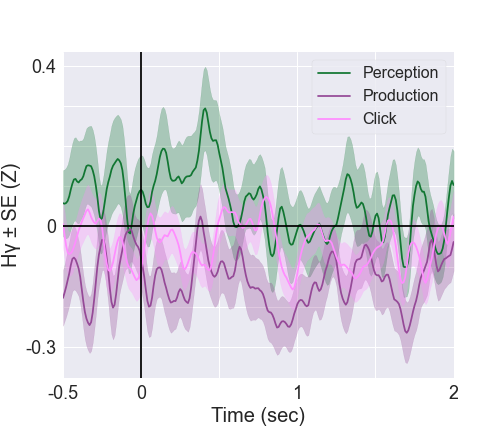 Perception
Production
Click
0.4
0
-0.3
Hγ ± SE (Z)
-0.5 0 1 2
Time (sec)